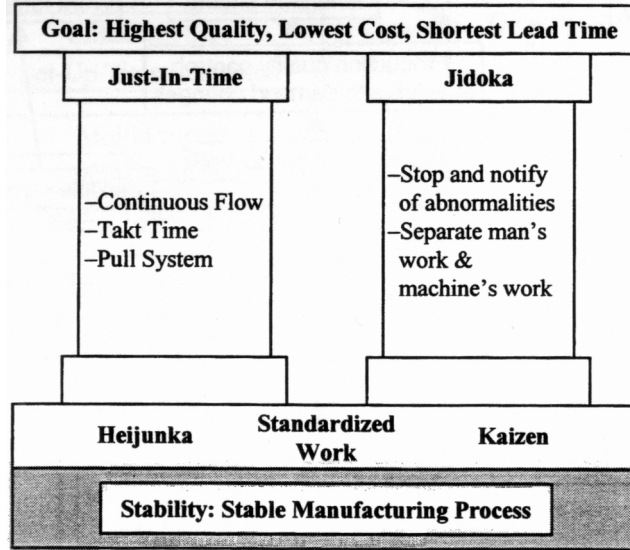 Goal: Highest Quality, Lowest Cost, Shortest Lead Time
Just-In-Time
–Continuous Flow
–Takt Time
–Pull System
Jidoka
–Stop and notify
of abnormalities
–Separate man's
work &
machine's work
Heijunka
Standardized
Work
Kaizen
Stability: Stable Manufacturing Process